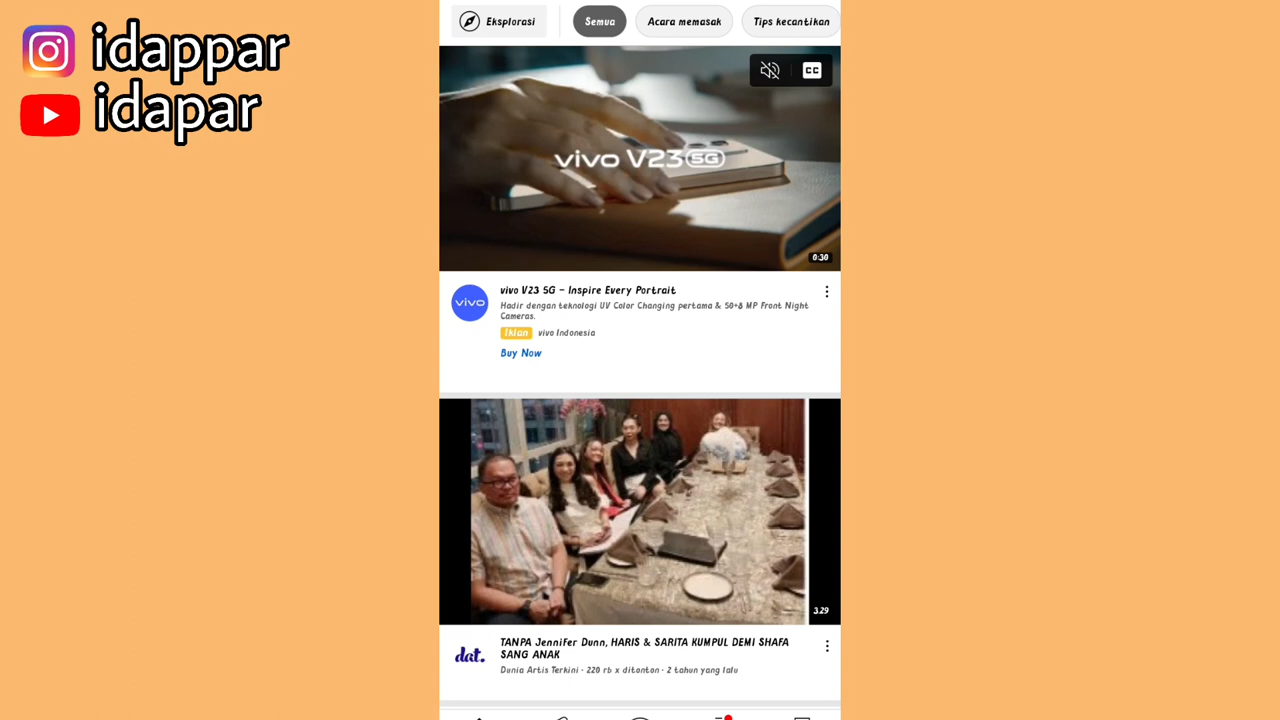 idappar
idapar
Eksplorasi
Semua
Acara memasak
Tips kecantikan
CC
vivo V23 5G
0:30
vivo
vivo V23 5G - Inspire Every Portrait
Hadir dengan teknologi UV Color Changing pertama & 50+8 MP Front Night
Cameras.
Iklan vivo Indonesia
Buy Now
3.29
dat.
TANPA Jennifer Dunn, HARIS & SARITA KUMPUL DEMI SHAFA
SANG ANAK
Dunia Artis Terkini · 220 rb x ditonton · 2 tahun yang lalu